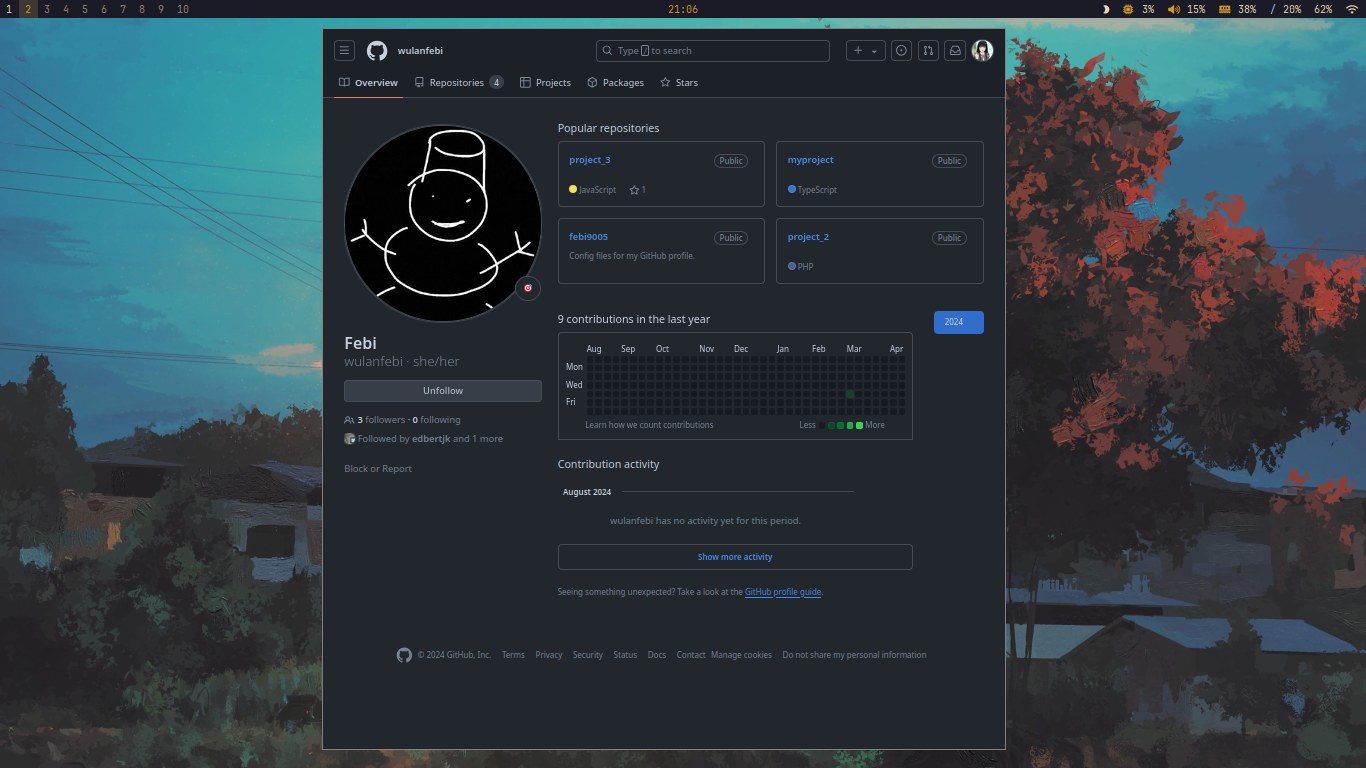 1 2 3 4 5 6 7 8 9 10 21:06 3% 15% 38% / 20% 62%
wulanfebi Type / to search
Overview Repositories 4 Projects Packages Stars
Popular repositories
project_3 Public
JavaScript 1
myproject Public
TypeScript
febi9005 Public
Config files for my GitHub profile.
project_2 Public
PHP
Febi
wulanfebi · she/her
Unfollow
3 followers · 0 following
Followed by edbertjk and 1 more
Block or Report
9 contributions in the last year
2024
Aug Sep Oct Nov Dec Jan Feb Mar Apr
Mon
Wed
Fri
Learn how we count contributions Less More
Contribution activity
August 2024
wulanfebi has no activity yet for this period.
Show more activity
Seeing something unexpected? Take a look at the GitHub profile guide.
© 2024 GitHub, Inc. Terms Privacy Security Status Docs Contact Manage cookies Do not share my personal information